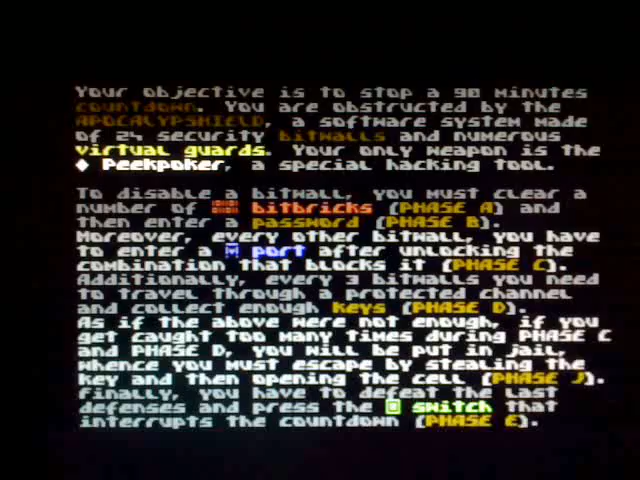 Your objective is to stop a 90 minutes
countdown. You are obstructed by the
APOCALYPSHIELD, a software system made
of 24 security bitwalls and numerous
virtual guards. Your only weapon is the
◆ Peekpoker, a special hacking tool.
To disable a bitwall, you must clear a
number of bitbricks (PHASE A) and
then enter a password (PHASE B).
Moreover, every other bitwall, you have
to enter a port after unlocking the
combination that blocks it (PHASE C).
Additionally, every 3 bitwalls you need
to travel through a protected channel
and collect enough keys (PHASE D).
As if the above were not enough, if you
get caught too many times during PHASE C
and PHASE D, you will be put in jail,
whence you must escape by stealing the
key and then opening the cell (PHASE J).
Finally, you have to defeat the last
defenses and press the switch that
interrupts the countdown (PHASE E).